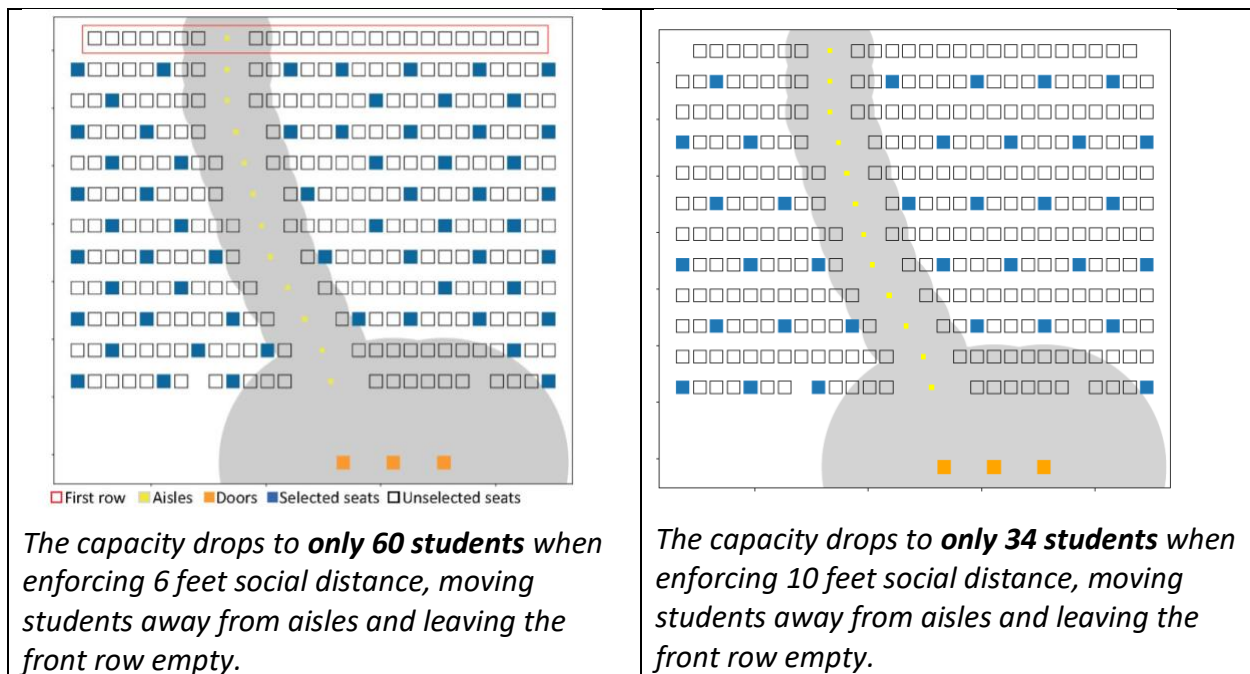 First row Aisles Doors Selected seats Unselected seats
The capacity drops to only 60 students when
enforcing 6 feet social distance, moving
students away from aisles and leaving the
front row empty.
The capacity drops to only 34 students when
enforcing 10 feet social distance, moving
students away from aisles and leaving the
front row empty.